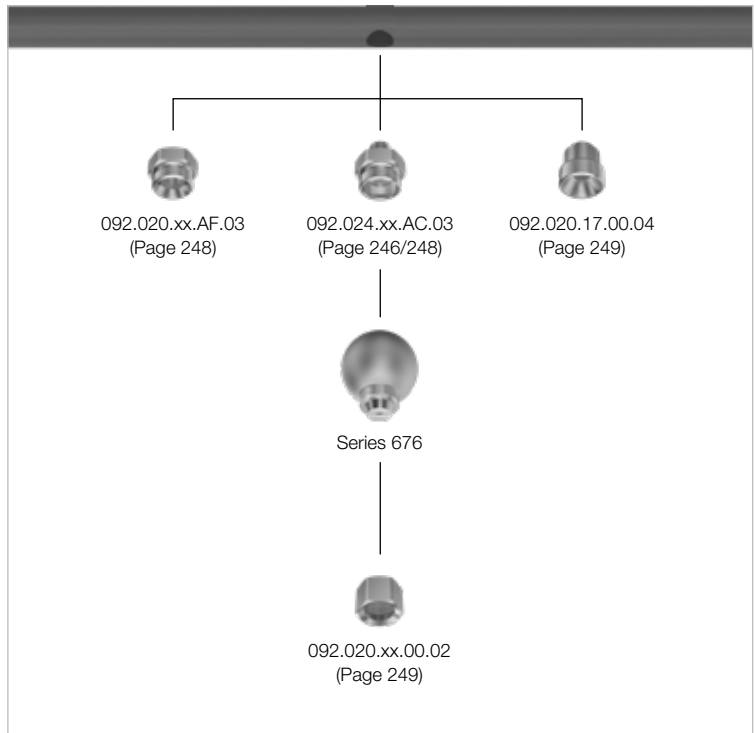 092.020.xx.AF.03
(Page 248)
092.024.xx.AC.03
(Page 246/248)
092.020.17.00.04
(Page 249)
Series 676
092.020.xx.00.02
(Page 249)